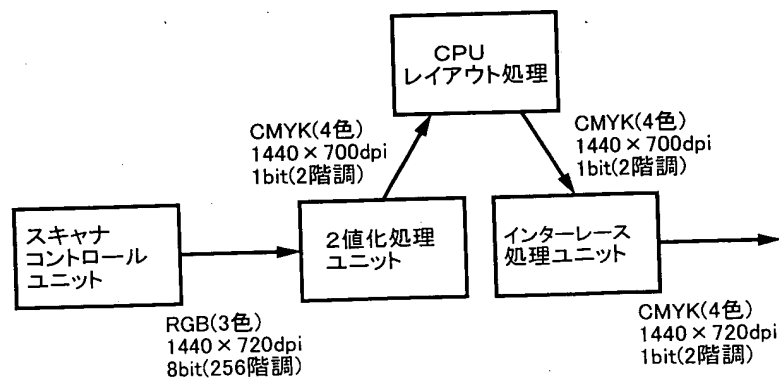 CPU
レイアウト処理
CMYK(4色)
1440×700dpi
1bit(2階調)
CMYK(4色)
1440×700dpi
1bit(2階調)
スキャナ
コントロール
ユニット
2値化処理
ユニット
インターレース
処理ユニット
RGB(3色)
1440×720dpi
8bit(256階調)
CMYK(4色)
1440×720dpi
1bit(2階調)